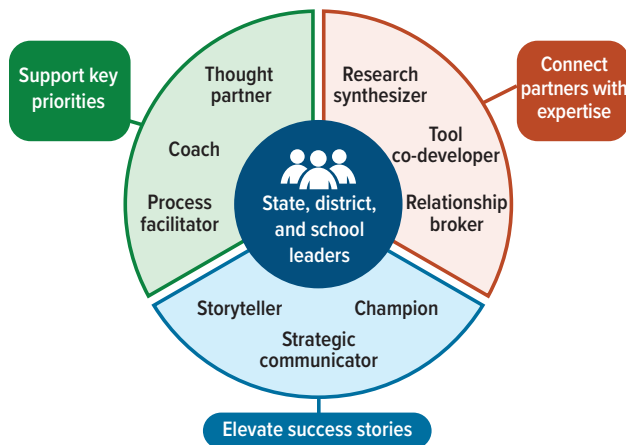 Support key
priorities
Thought
partner
Coach
Process
facilitator
Research
synthesizer
Tool
co-developer
Relationship
broker
Connect
partners with
expertise
State, district,
and school
leaders
Storyteller
Champion
Strategic
communicator
Elevate success stories